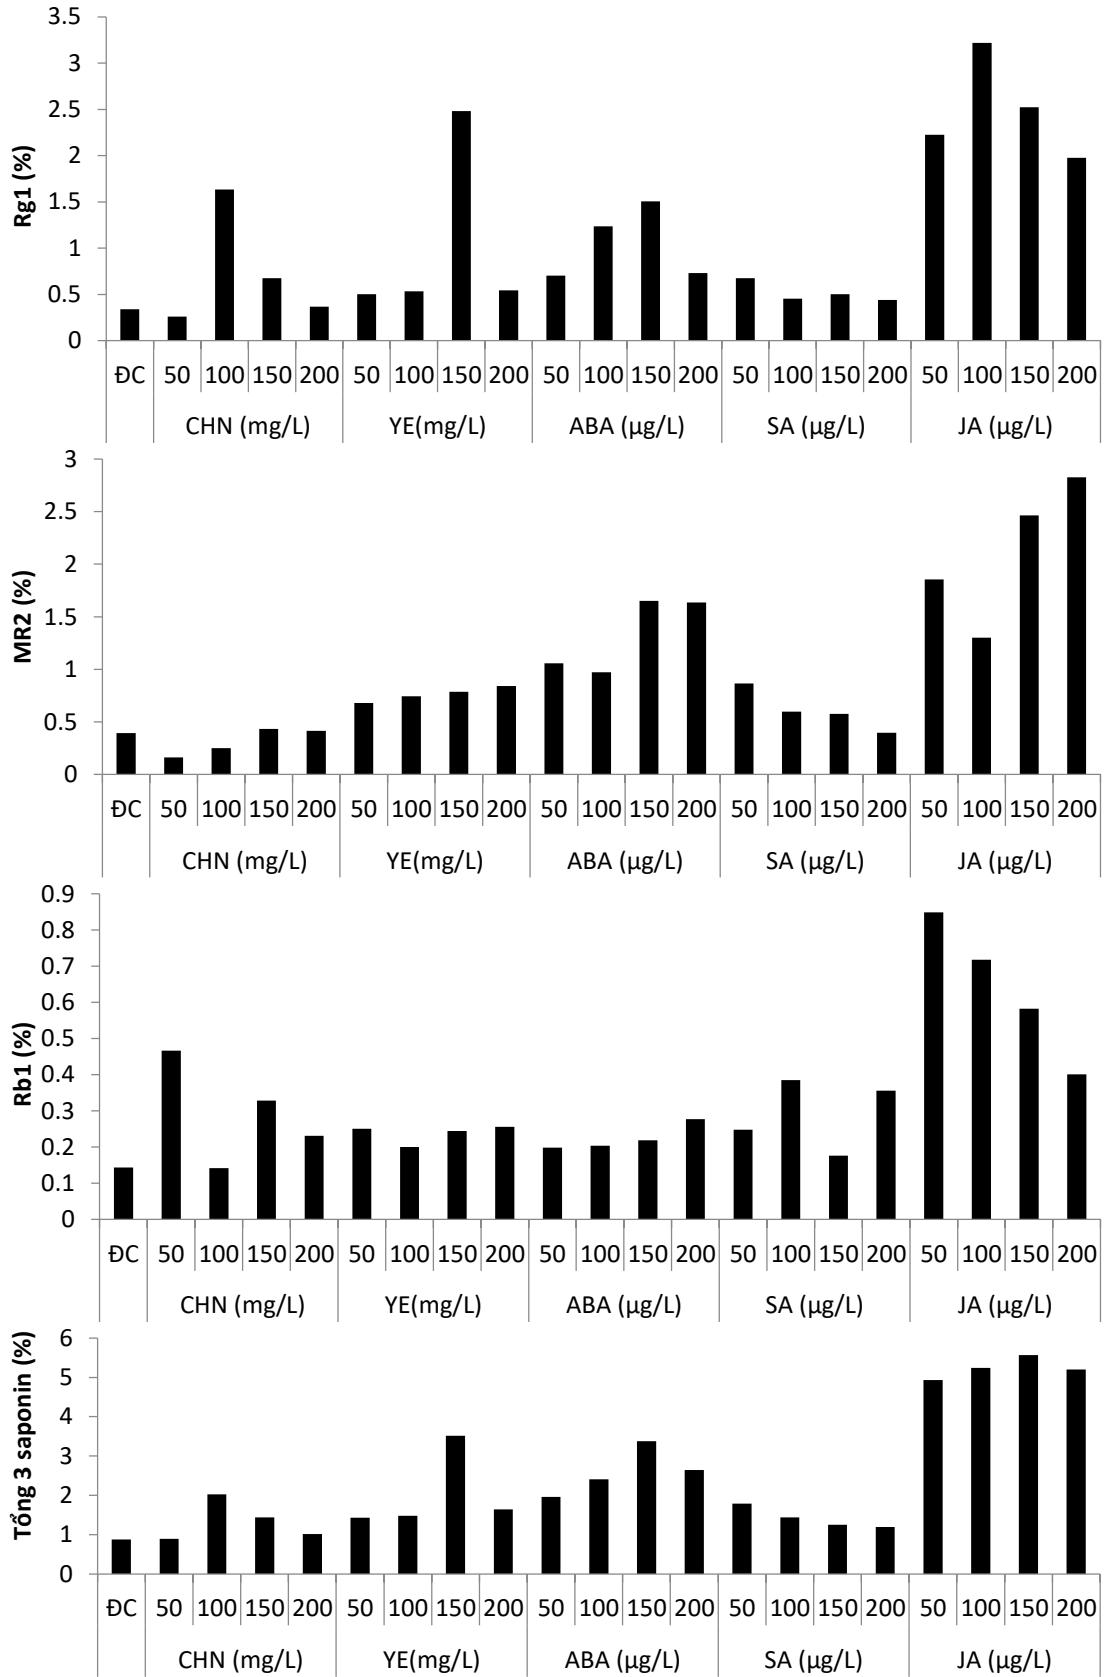 3.5
3
2.5
2
1.5
1
0.5
0
Rg1 (%)
ĐC 50 100 150 200 50 100 150 200 50 100 150 200 50 100 150 200 50 100 150 200
CHN (mg/L) YE(mg/L) ABA (µg/L) SA (µg/L) JA (µg/L)
3
2.5
2
1.5
1
0.5
0
MR2 (%)
ĐC 50 100 150 200 50 100 150 200 50 100 150 200 50 100 150 200 50 100 150 200
CHN (mg/L) YE(mg/L) ABA (µg/L) SA (µg/L) JA (µg/L)
0.9
0.8
0.7
0.6
0.5
0.4
0.3
0.2
0.1
0
Rb1 (%)
ĐC 50 100 150 200 50 100 150 200 50 100 150 200 50 100 150 200 50 100 150 200
CHN (mg/L) YE(mg/L) ABA (µg/L) SA (µg/L) JA (µg/L)
6
5
4
3
2
1
0
Tổng 3 saponin (%)
ĐC 50 100 150 200 50 100 150 200 50 100 150 200 50 100 150 200 50 100 150 200
CHN (mg/L) YE(mg/L) ABA (µg/L) SA (µg/L) JA (µg/L)